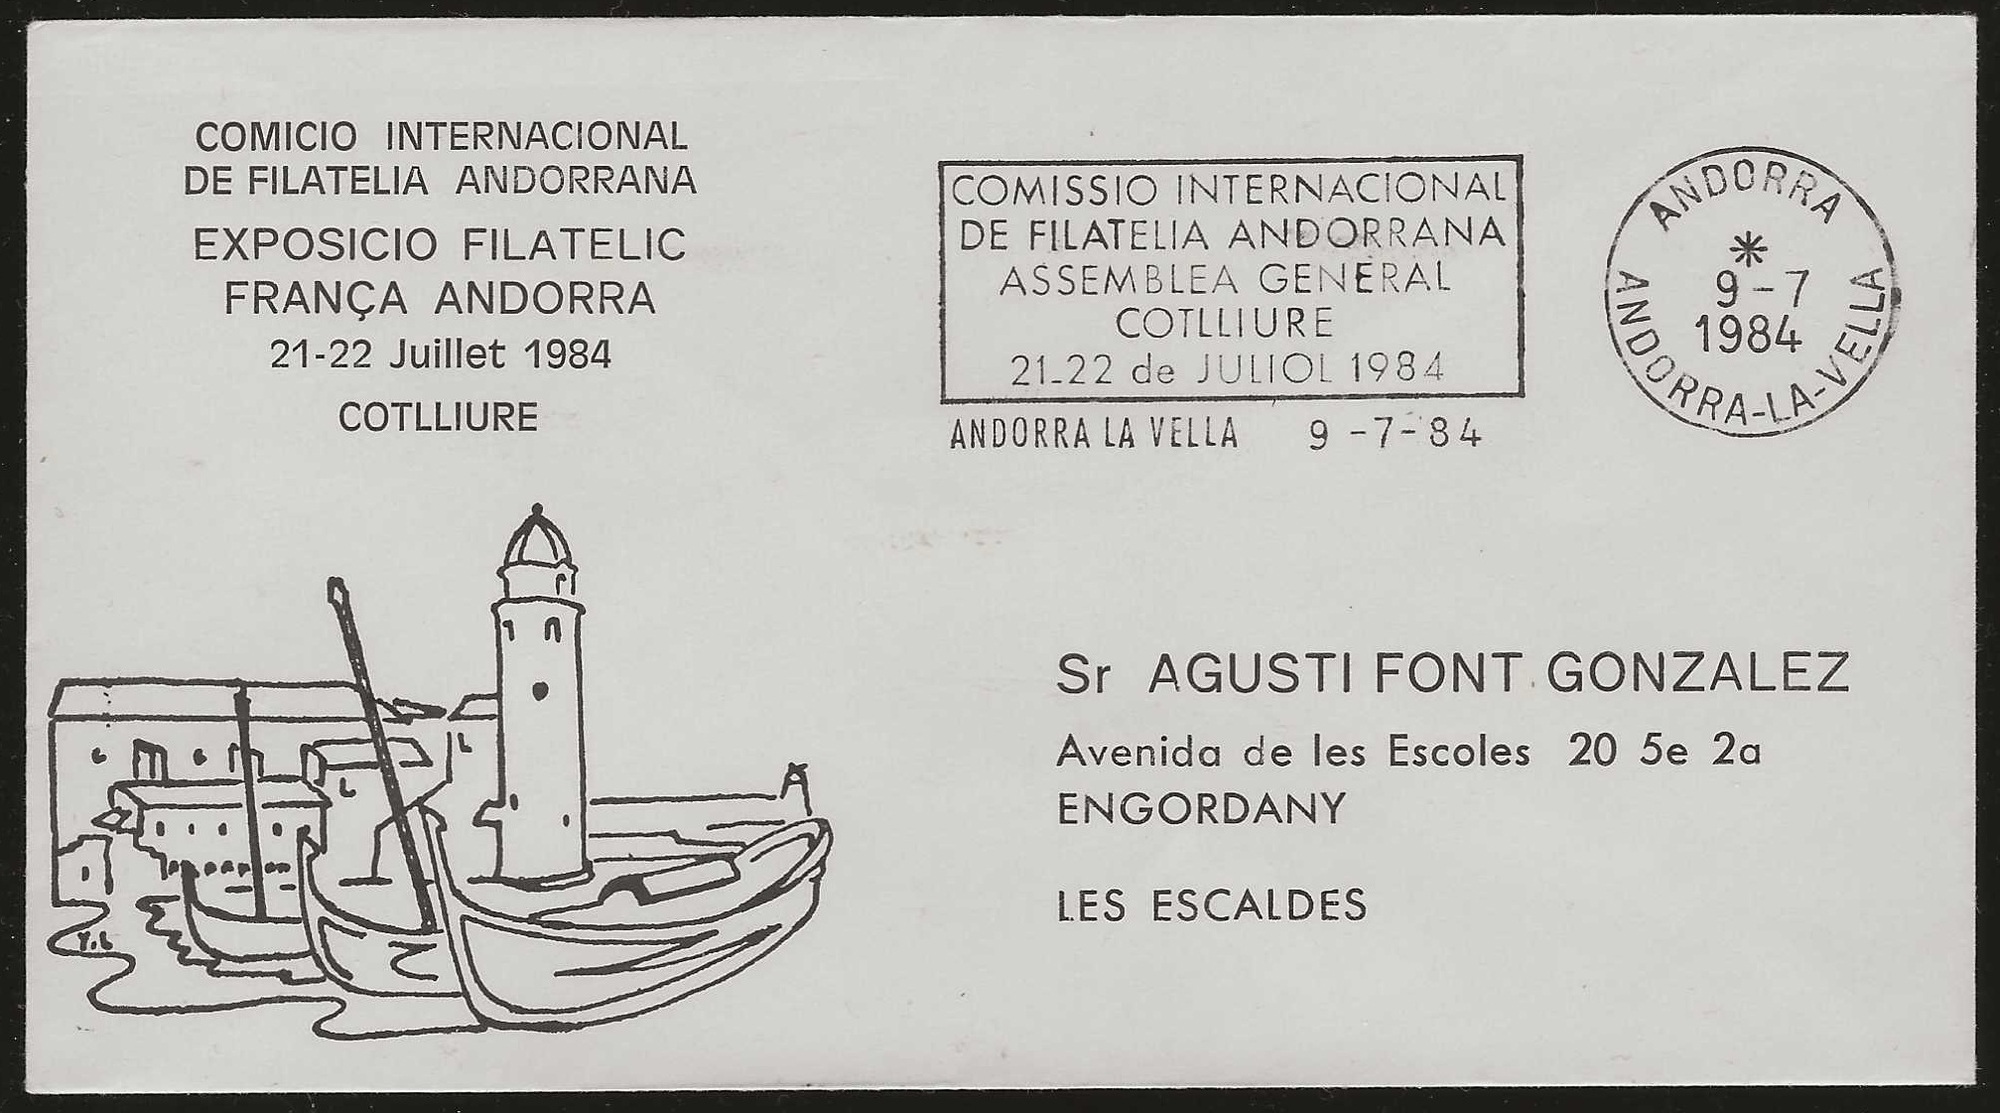 COMICIO INTERNACIONAL
DE FILATELIA ANDORRANA
EXPOSICIO FILATELIC
FRANÇA ANDORRA
21-22 Juillet 1984
COTLLIURE
COMISSIO INTERNACIONAL
DE FILATELIA ANDORRANA
ASSEMBLEA GENERAL
COTLLIURE
21-22 de JULIOL 1984
ANDORRA LA VELLA 9-7-84
ANDORRA
*
9-7
1984
ANDORRA-LA-VELLA
Sr AGUSTI FONT GONZALEZ
Avenida de les Escoles 20 5e 2a
ENGORDANY
LES ESCALDES
Y.L